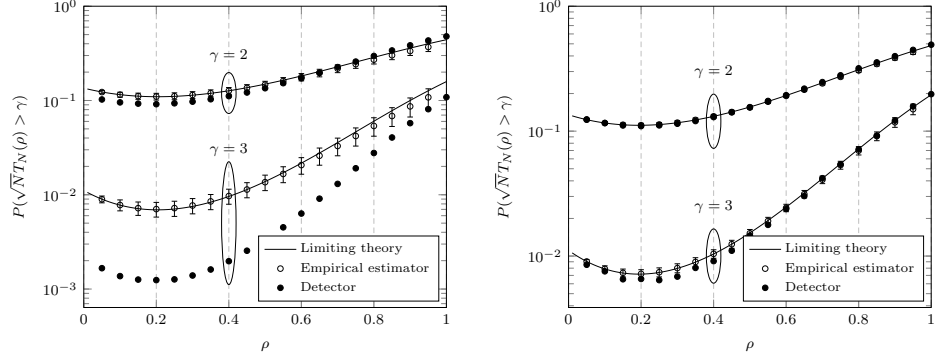 10^0
10^{-1}
10^{-2}
10^{-3}
P(√N T_N(ρ) > γ)
γ = 2
γ = 3
Limiting theory
Empirical estimator
Detector
0 0.2 0.4 0.6 0.8 1
ρ
10^0
10^{-1}
10^{-2}
P(√N T_N(ρ) > γ)
γ = 2
γ = 3
Limiting theory
Empirical estimator
Detector
0 0.2 0.4 0.6 0.8 1
ρ